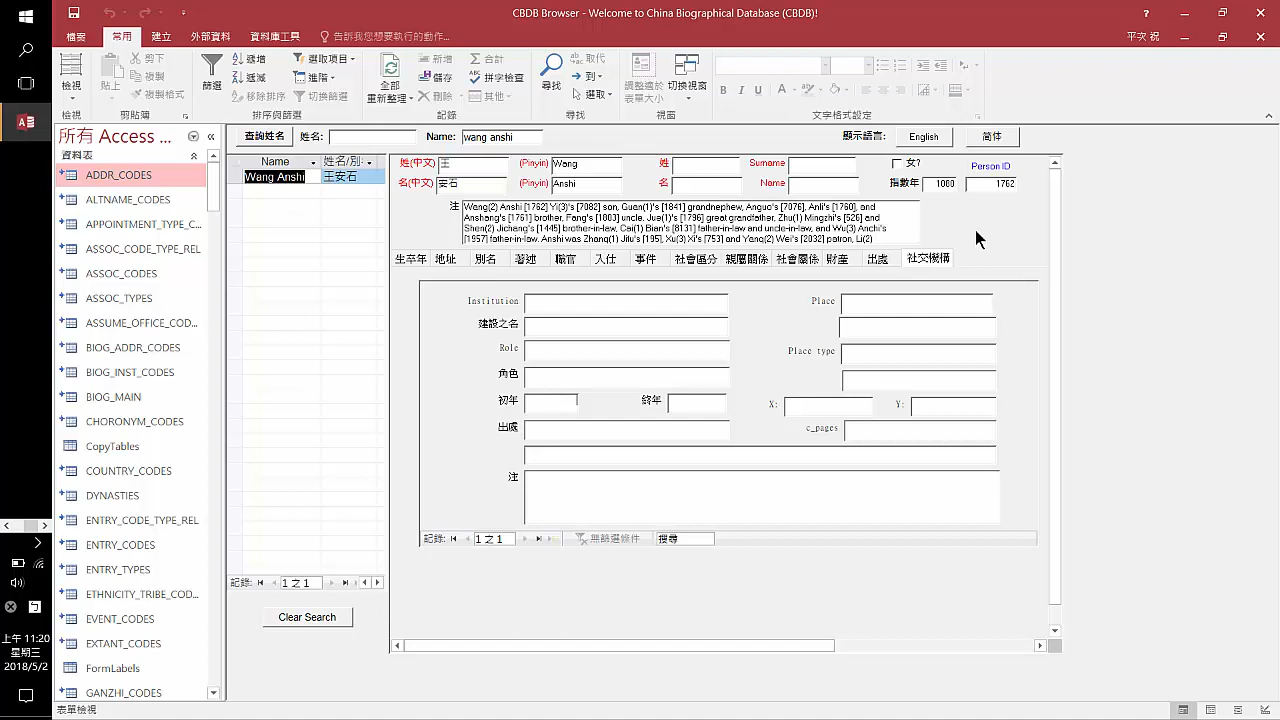 CBDB Browser - Welcome to China Biographical Database (CBDB)!
檔案 常用 建立 外部資料 資料庫工具 告訴我您想要執行的動作... 平次 祝
檢視 貼上 剪下 複製 複製格式 篩選 遞增 遞減 移除排序 選取項目 進階 切換篩選 全部重新整理 新增 儲存 刪除 合計 拼字檢查 其他 尋找 取代 到 選取 調整適於表單大小 切換視窗 B I U A
檢視 剪貼簿 排序與篩選 記錄 尋找 視窗 文字格式設定
所有 Access ...
資料表
ADDR_CODES
ALTNAME_CODES
APPOINTMENT_TYPE_C...
ASSOC_CODE_TYPE_REL
ASSOC_CODES
ASSOC_TYPES
ASSUME_OFFICE_COD...
BIOG_ADDR_CODES
BIOG_INST_CODES
BIOG_MAIN
CHORONYM_CODES
CopyTables
COUNTRY_CODES
DYNASTIES
ENTRY_CODE_TYPE_REL
ENTRY_CODES
ENTRY_TYPES
ETHNICITY_TRIBE_COD...
EVENT_CODES
EXTANT_CODES
FormLabels
GANZHI_CODES
查詢姓名 姓名: Name: wang anshi 顯示語言: English 简体
Name 姓名/別:
Wang Anshi 王安石
姓(中文) 王 (Pinyin) Wang 姓 Surname 女? Person ID
名(中文) 安石 (Pinyin) Anshi 名 Name 指數年 1080 1762
注 Wang(2) Anshi [1762] Yi(3)'s [7082] son, Guan(1)'s [1841] grandnephew, Anguo's [7076], Anli's [1760], and
Anshang's [1761] brother, Fang's [1803] uncle, Jue(1)'s [1796] great grandfather, Zhu(1) Mingzhi's [526] and
Shen(2) Jichang's [1445] brother-in-law, Cai(1) Bian's [8131] father-in-law and uncle-in-law, and Wu(3) Anchi's
[1957] father-in-law. Anshi was Zhang(1) Jitu's [195], Xu(3) Xi's [753] and Yang(2) Wei's [2032] patron, Li(2)
生卒年 地址 別名 著述 職官 入仕 事件 社會區分 親屬關係 社會關係 財產 出處 社交機構
Institution Place
建設之名
Role Place type
角色
初年 終年 X: Y:
出處 c_pages
注
記錄: 1 之 1 無篩選條件 搜尋
記錄: 1 之 1
Clear Search
上午 11:20
星期三
2018/5/2
表單檢視